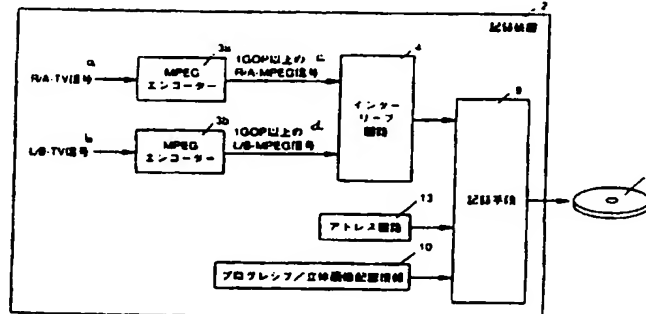 2
記録装置
a
R/A-TV信号
3a
MPEG
エンコーダー
1GOP以上の c
R/A-MPEG信号
4
インター
リーブ
回路
b
L/B-TV信号
3b
MPEG
エンコーダー
1GOP以上の d
L/B-MPEG信号
9
記録手段
13
アドレス回路
10
プログレシブ/立体映像配置情報